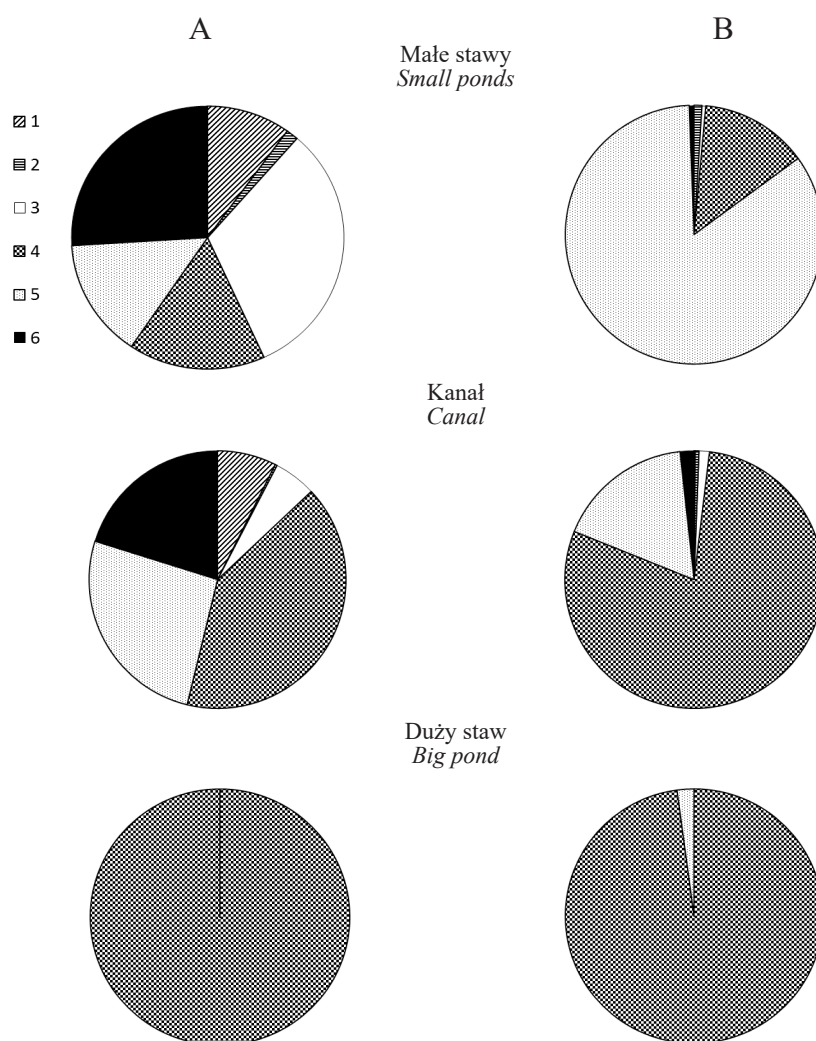 A
B
Małe stawy
Small ponds
1
2
3
4
5
6
Kanał
Canal
Duży staw
Big pond